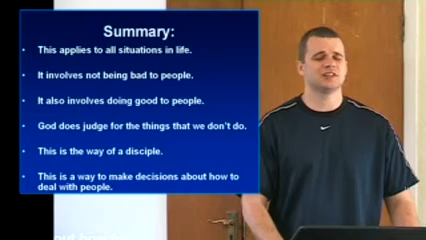 Summary:
This applies to all situations in life.
It involves not being bad to people.
It also involves doing good to people.
God does judge for the things that we don't do.
This is the way of a disciple.
This is a way to make decisions about how to
deal with people.